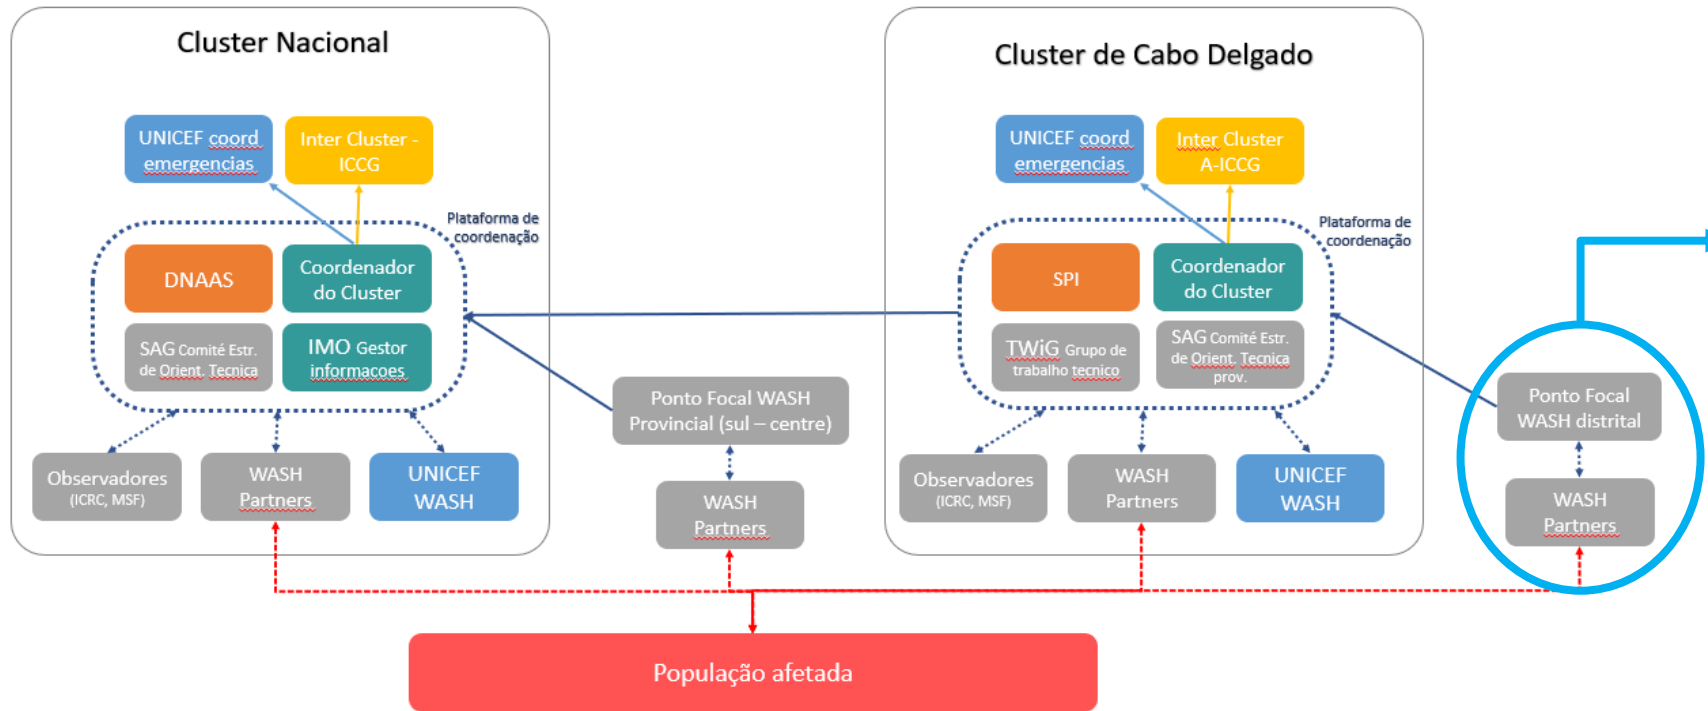 Cluster Nacional
UNICEF coord
emergencias
Inter Cluster -
ICCG
Plataforma de
coordenação
DNAAS
Coordenador
do Cluster
SAG Comité Estr.
de Orient. Tecnica
IMO Gestor
informacoes
Observadores
(ICRC, MSF)
WASH
Partners
UNICEF
WASH
Ponto Focal WASH
Provincial (sul – centre)
WASH
Partners
Cluster de Cabo Delgado
UNICEF coord
emergencias
Inter Cluster
A-ICCG
Plataforma de
coordenação
SPI
Coordenador
do Cluster
TWiG Grupo de
trabalho tecnico
SAG Comité Estr.
de Orient. Tecnica
prov.
Observadores
(ICRC, MSF)
WASH
Partners
UNICEF
WASH
Ponto Focal
WASH distrital
WASH
Partners
População afetada